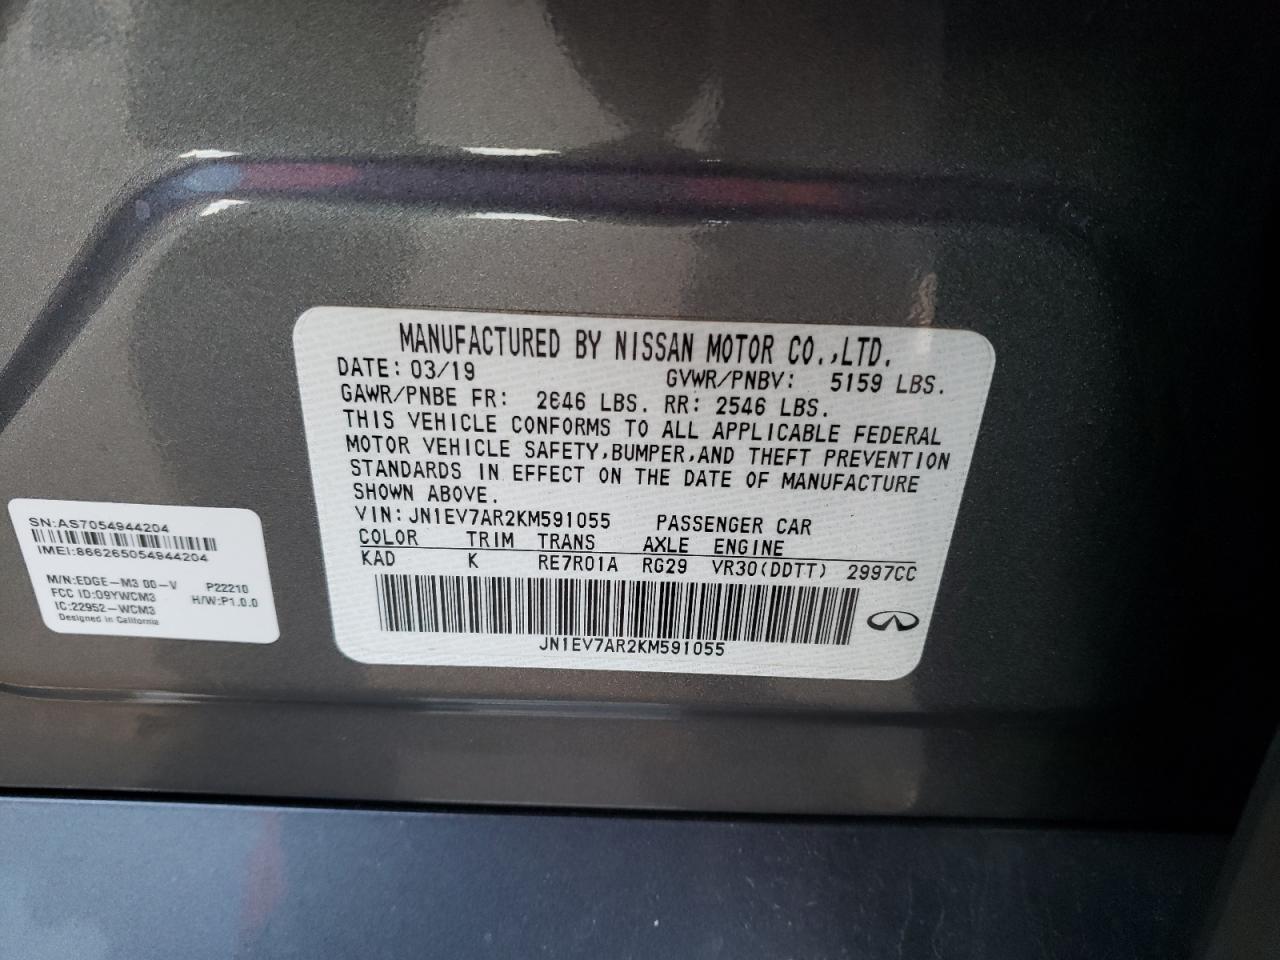 MANUFACTURED BY NISSAN MOTOR CO.,LTD.
DATE: 03/19 GVWR/PNBV: 5159 LBS.
GAWR/PNBE FR: 2646 LBS. RR: 2546 LBS.
THIS VEHICLE CONFORMS TO ALL APPLICABLE FEDERAL
MOTOR VEHICLE SAFETY,BUMPER,AND THEFT PREVENTION
STANDARDS IN EFFECT ON THE DATE OF MANUFACTURE
SHOWN ABOVE.
VIN:JN1EV7AR2KM591055 PASSENGER CAR
COLOR TRIM TRANS AXLE ENGINE
KAD K RE7R01A RG29 VR30(DDTT) 2997CC
JN1EV7AR2KM591055
SN:AS7054944204
IMEI:866265054944204
M/N:EDGE-M3 00-V P22210
FCC ID:09YWCM3 H/W:P1.0.0
IC:22952-WCM3
Designed in California